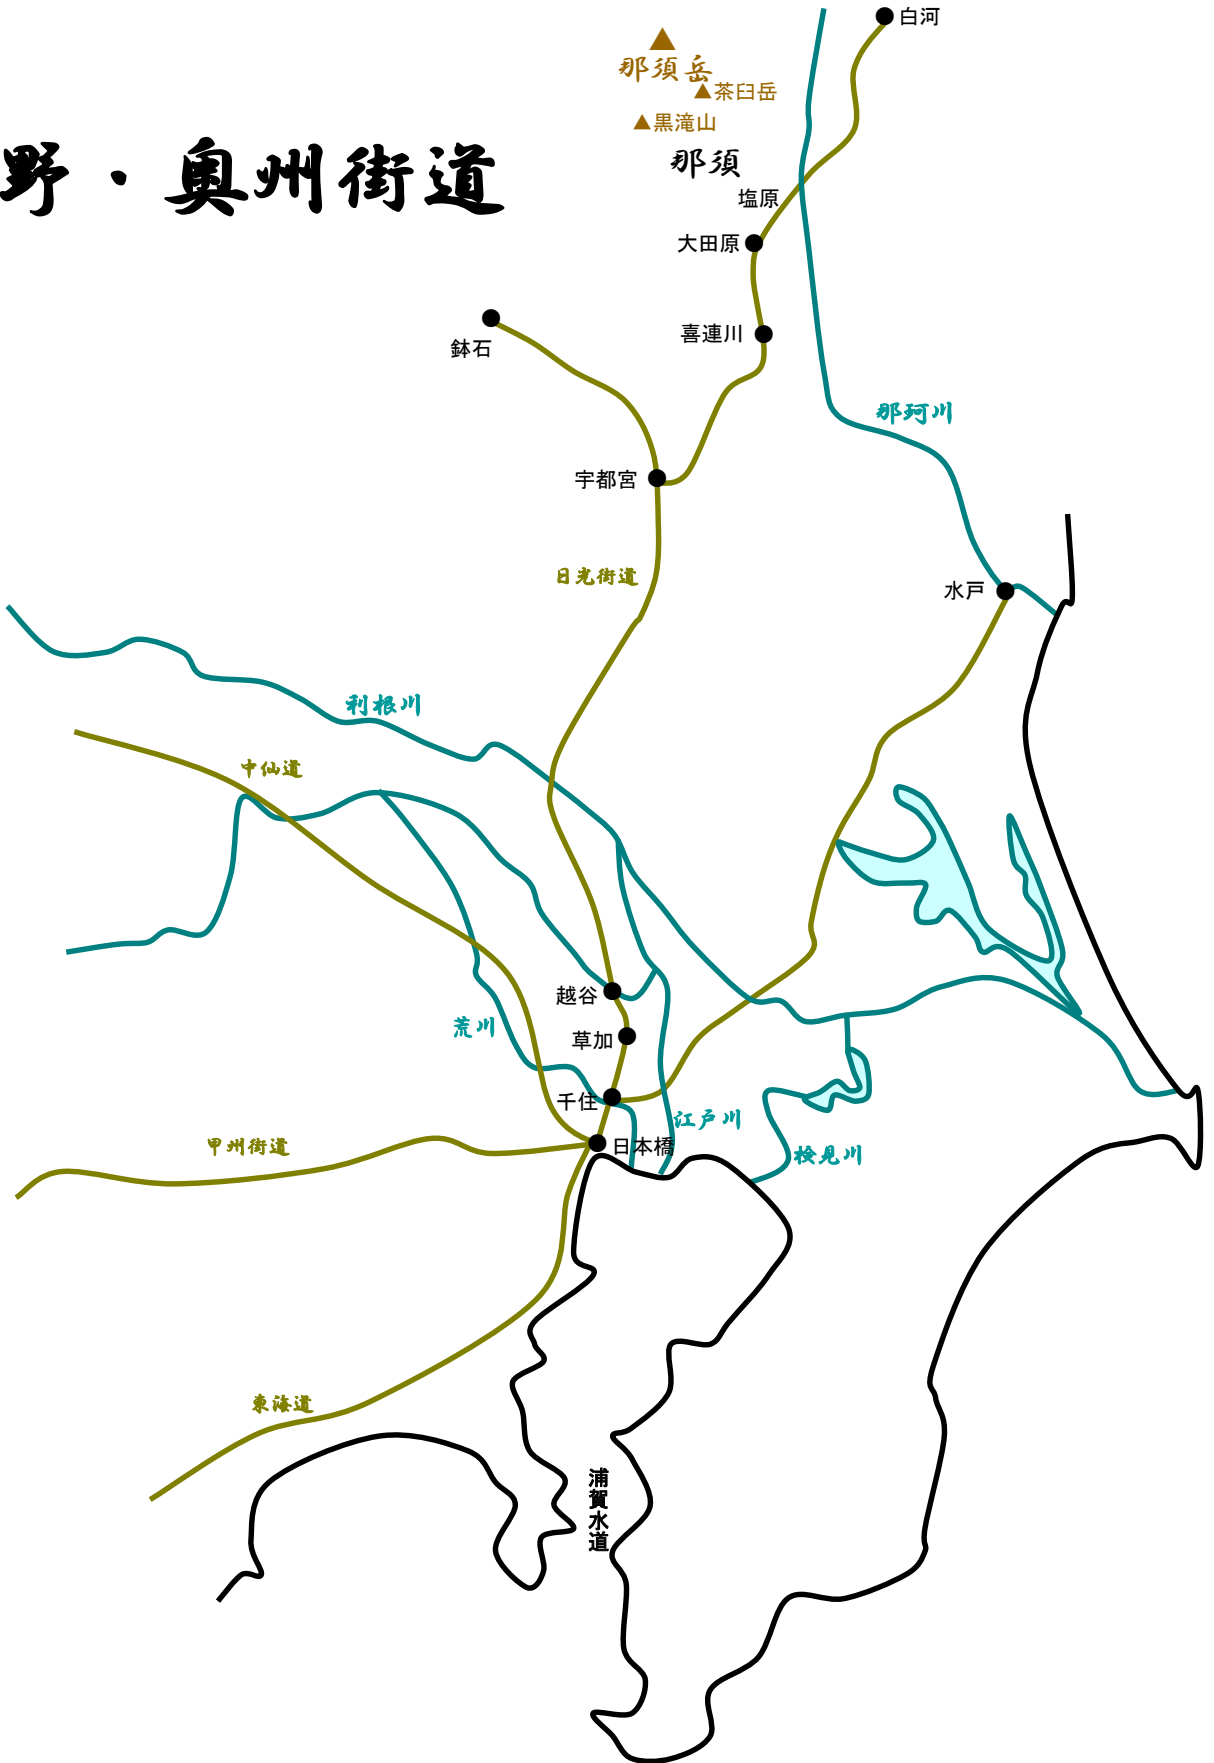 白河
那須岳
▲茶臼岳
▲黒滝山
野・奥州街道
那須
塩原
大田原
鉢石
喜連川
那珂川
宇都宮
日光街道
水戸
利根川
中仙道
越谷
荒川
草加
千住
江戸川
甲州街道
日本橋
検見川
東海道
浦賀水道